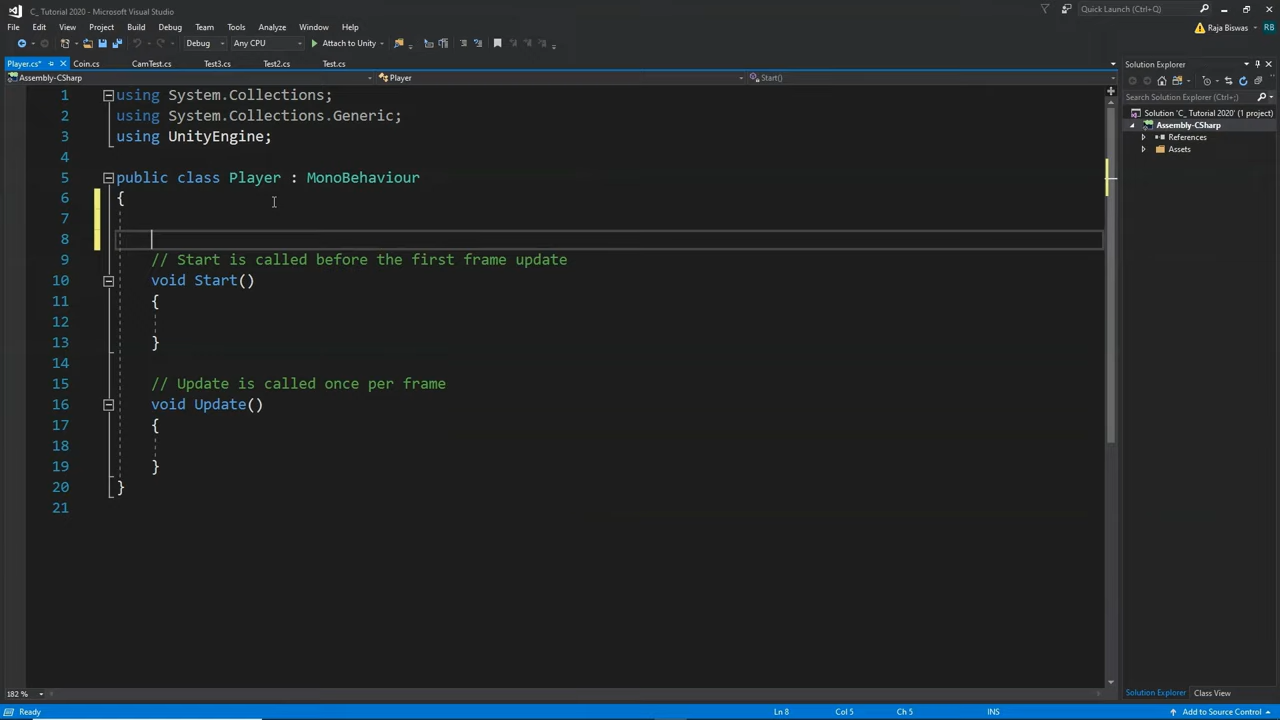 C_ Tutorial 2020 - Microsoft Visual Studio
Quick Launch (Ctrl+Q)
File Edit View Project Build Debug Team Tools Analyze Window Help
Raja Biswas RB
Debug Any CPU Attach to Unity
Player.cs* Coin.cs CamTest.cs Test3.cs Test2.cs Test.cs
Solution Explorer
Assembly-CSharp Player Start()
Search Solution Explorer (Ctrl+;)
Solution 'C_ Tutorial 2020' (1 project)
Assembly-CSharp
References
Assets
1 using System.Collections;
2 using System.Collections.Generic;
3 using UnityEngine;
4
5 public class Player : MonoBehaviour
6 {
7
8
9 // Start is called before the first frame update
10 void Start()
11 {
12
13 }
14
15 // Update is called once per frame
16 void Update()
17 {
18
19 }
20 }
21
182 %
Solution Explorer Class View
Ready Ln 8 Col 5 Ch 5 INS Add to Source Control